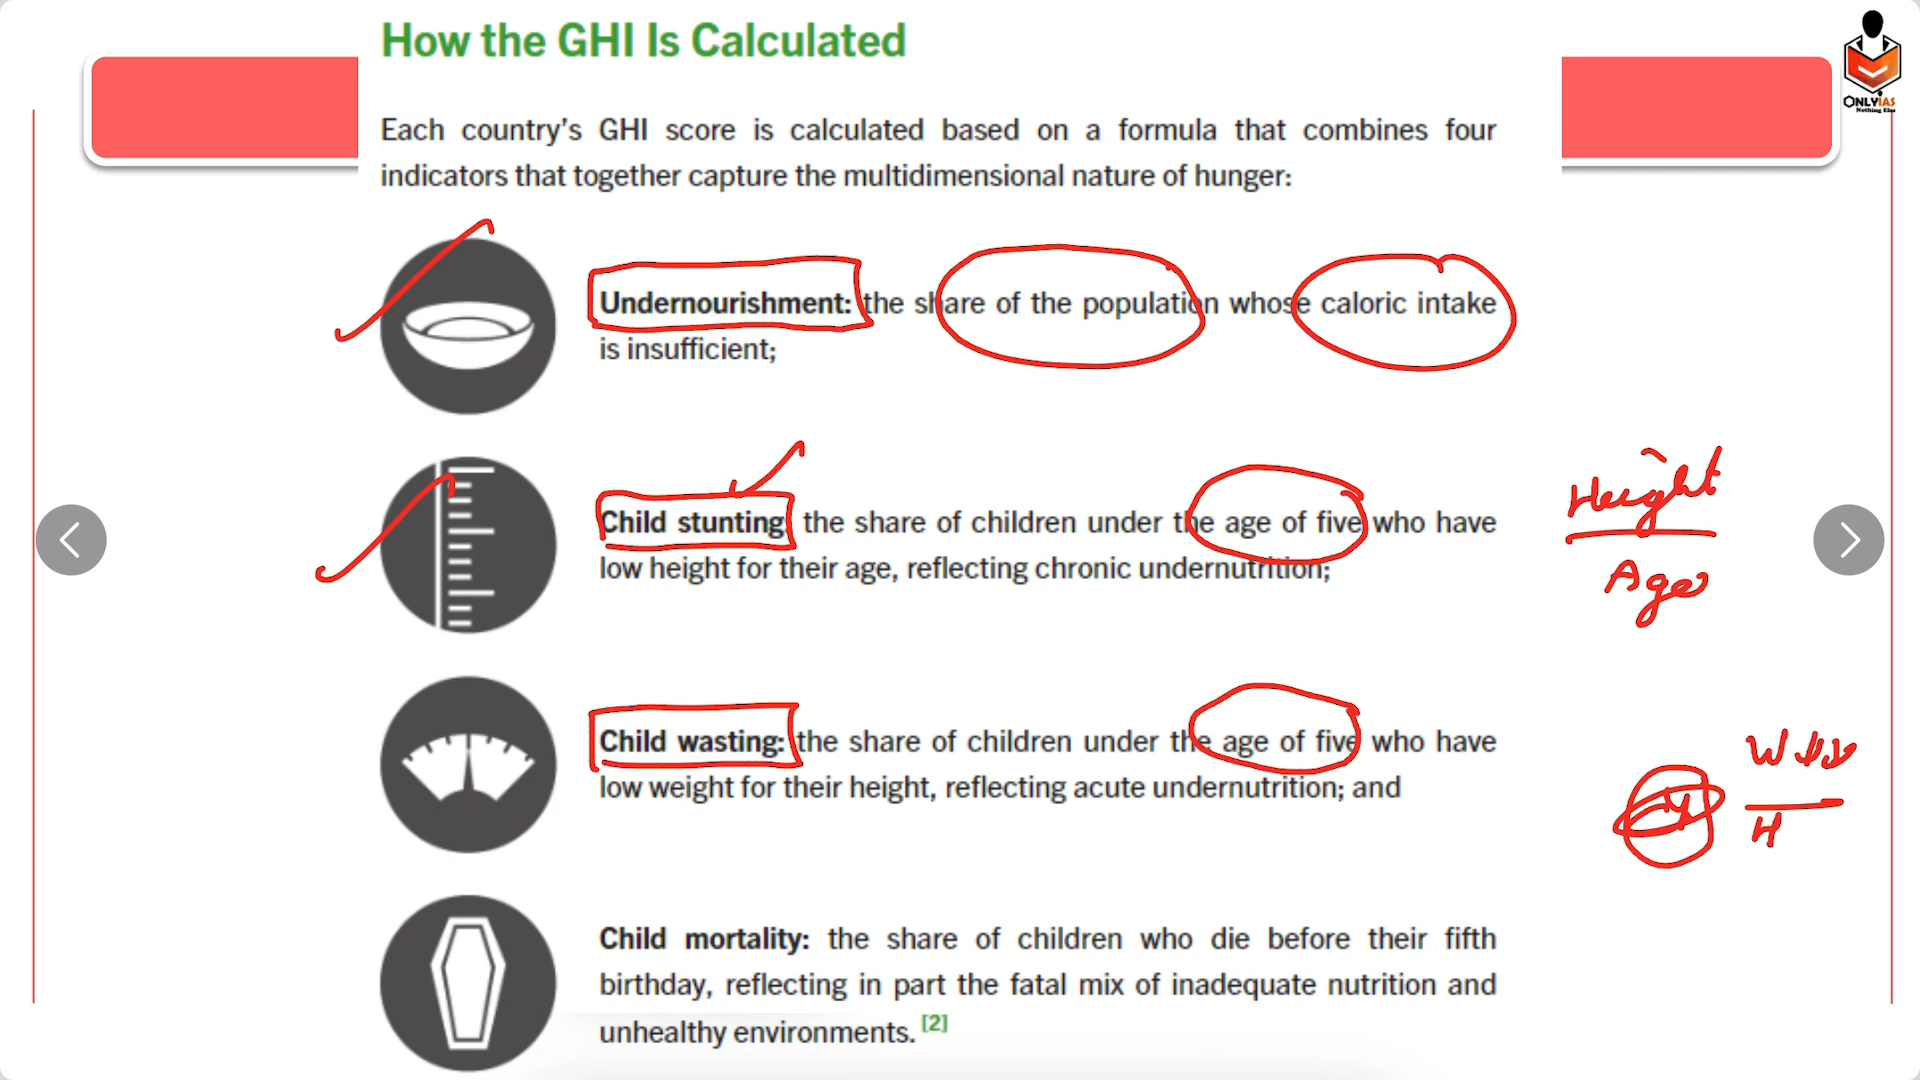 How the GHI Is Calculated
ONLYIAS
Nothing Else
Each country's GHI score is calculated based on a formula that combines four
indicators that together capture the multidimensional nature of hunger:
Undernourishment: the share of the population whose caloric intake
is insufficient;
Child stunting: the share of children under the age of five who have
low height for their age, reflecting chronic undernutrition;
Height
Age
Child wasting: the share of children under the age of five who have
low weight for their height, reflecting acute undernutrition; and
W
H
Child mortality: the share of children who die before their fifth
birthday, reflecting in part the fatal mix of inadequate nutrition and
unhealthy environments. [2]